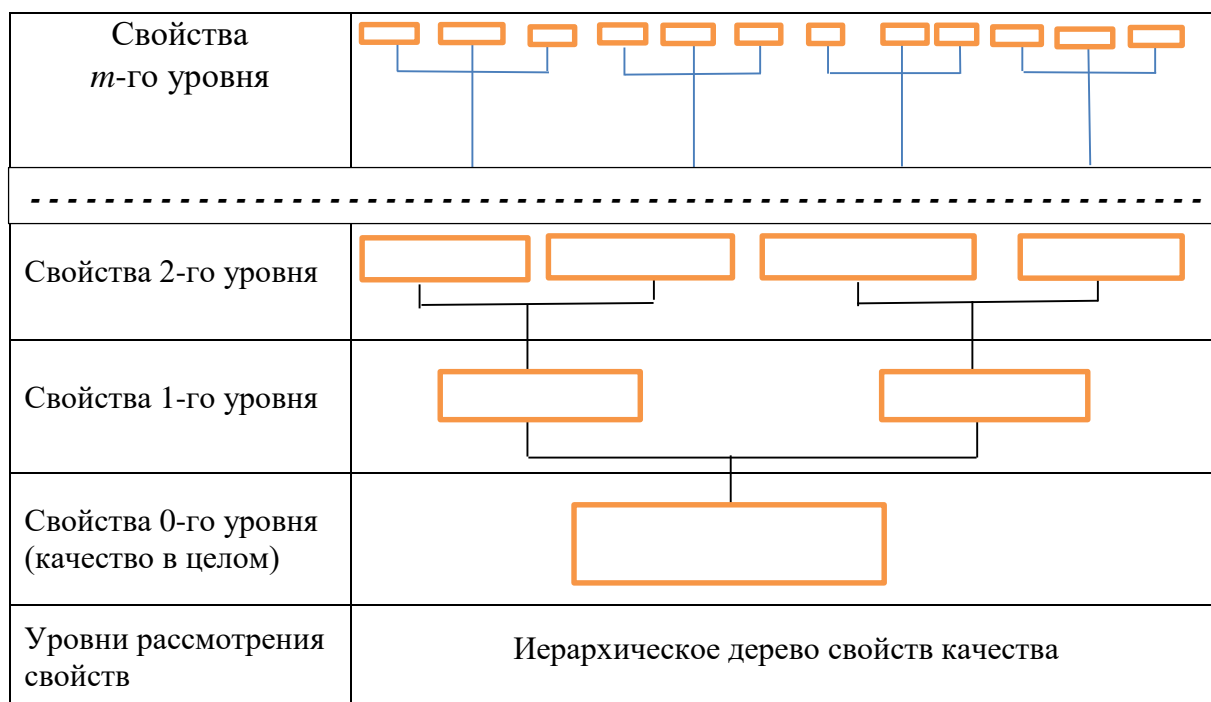 Свойства
m-го уровня
Свойства 2-го уровня
Свойства 1-го уровня
Свойства 0-го уровня
(качество в целом)
Уровни рассмотрения
свойств
Иерархическое дерево свойств качества